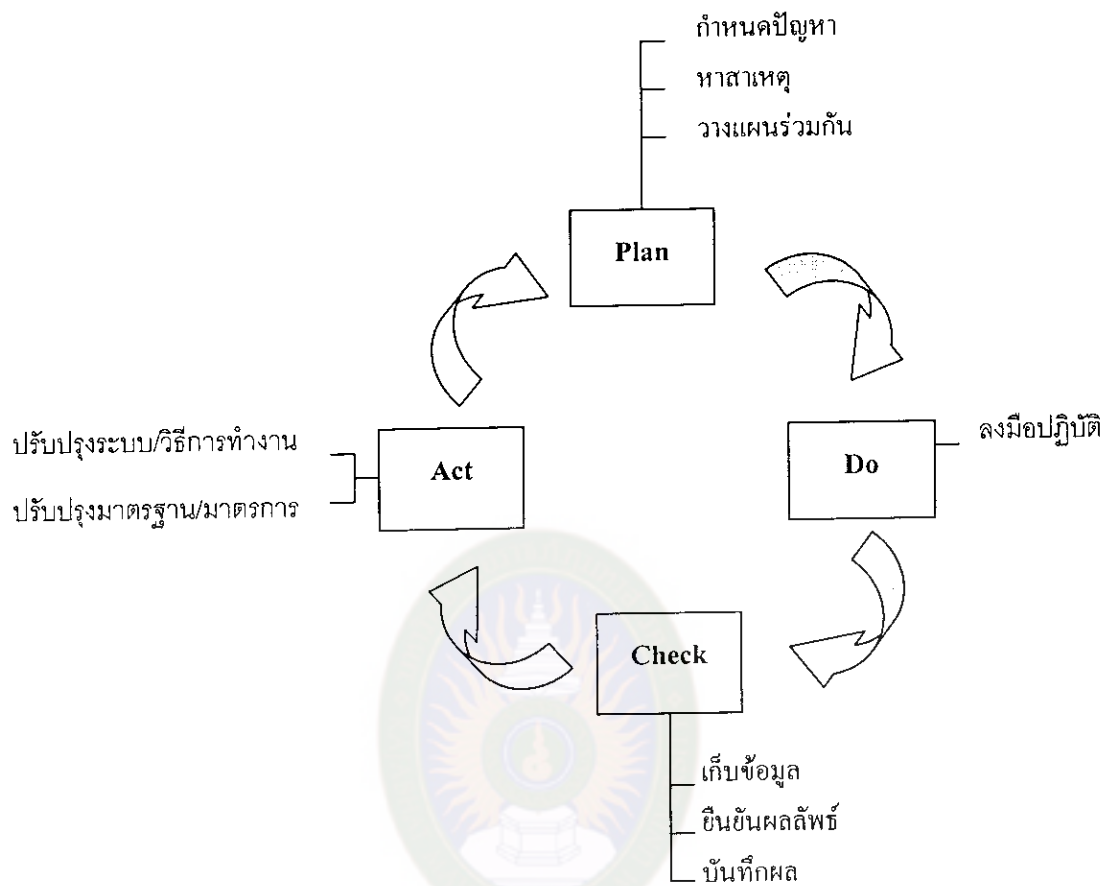 กำหนดปัญหา
หาสาเหตุ
วางแผนร่วมกัน
Plan
ลงมือปฏิบัติ
Do
ปรับปรุงระบบ/วิธีการทำงาน
Act
ปรับปรุงมาตรฐาน/มาตรการ
Check
เก็บข้อมูล
ยืนยันผลลัพธ์
บันทึกผล